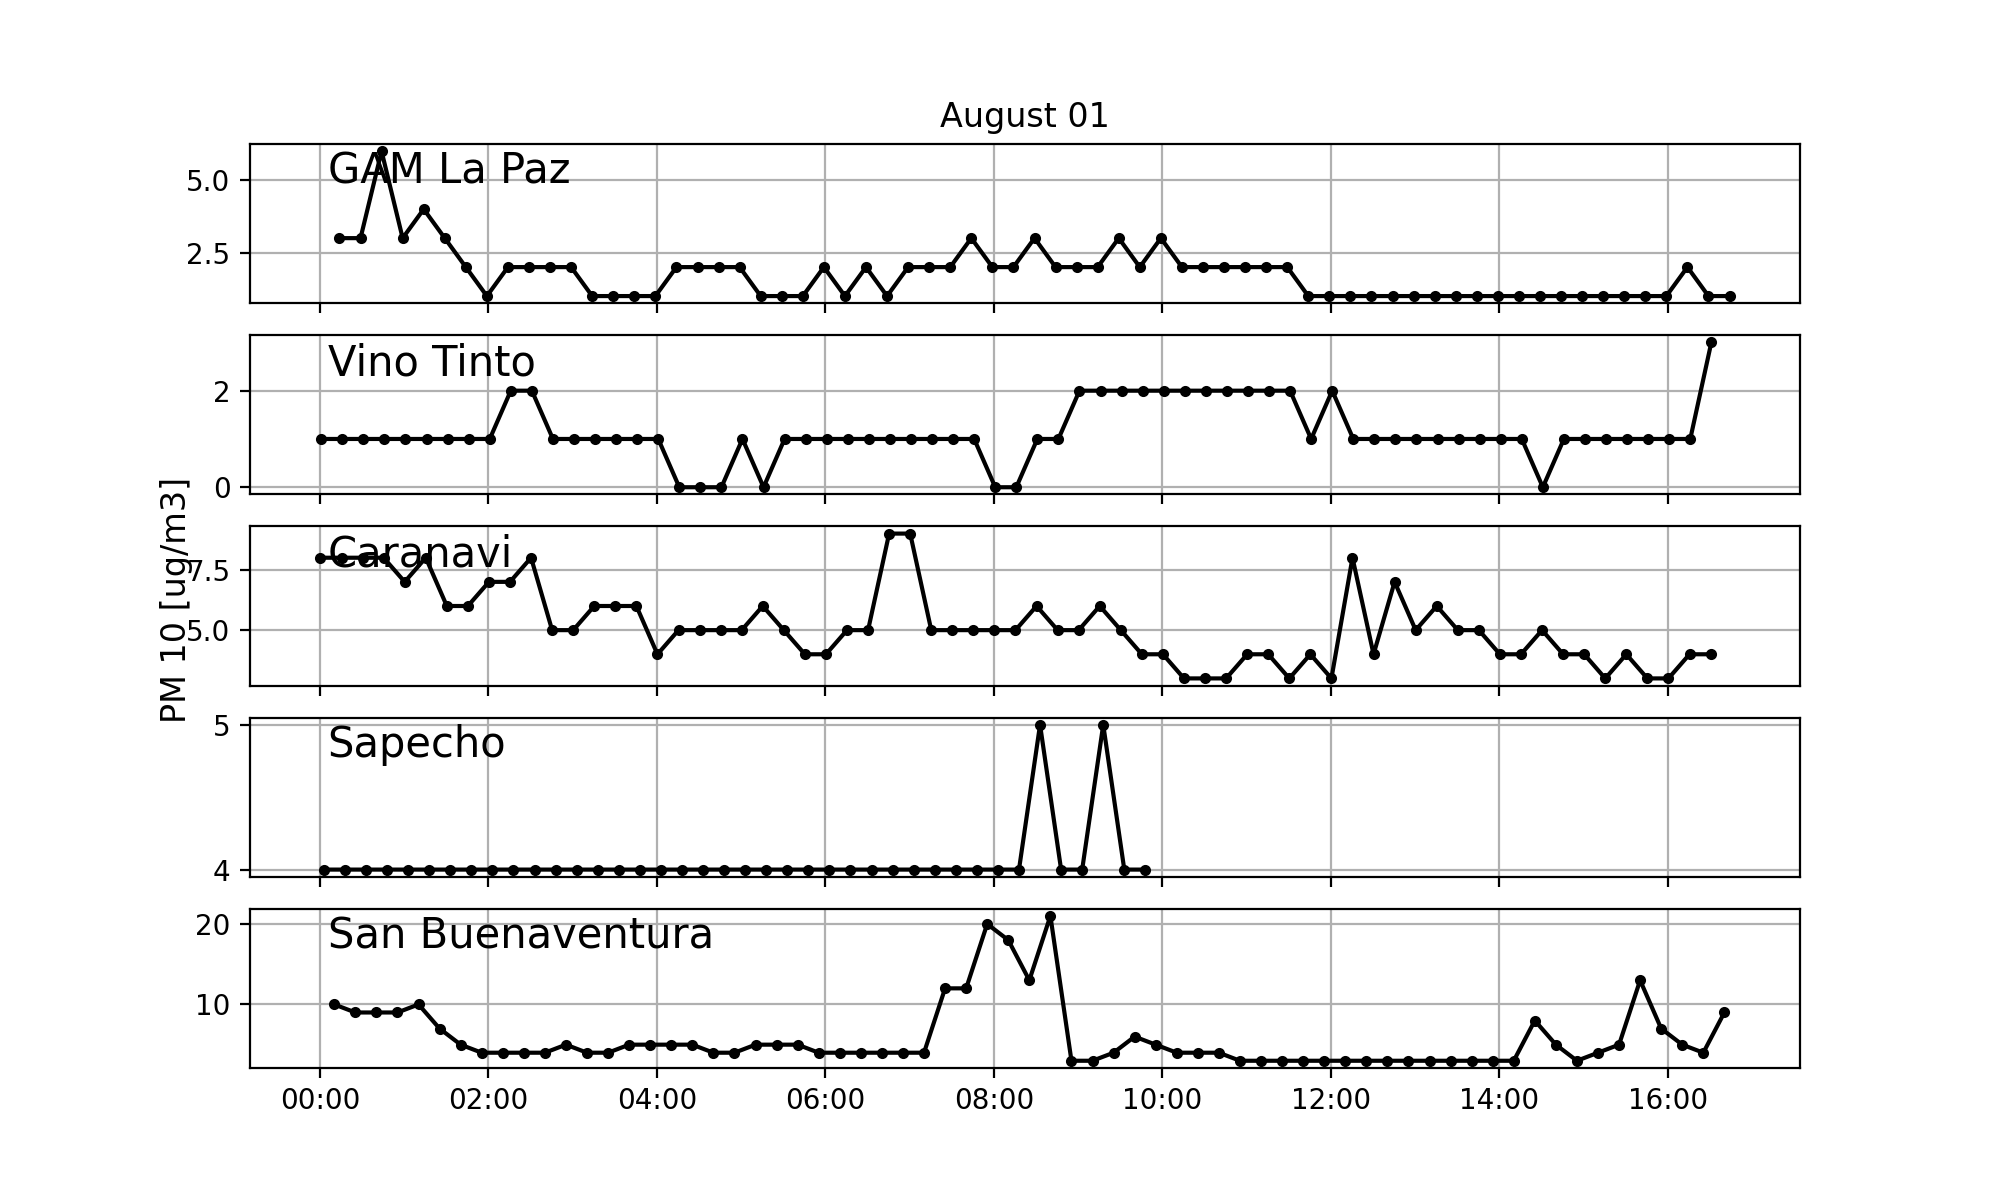 August 01
GAM La Paz
5.0
2.5
Vino Tinto
2
0
PM 10 [ug/m3]
Caranavi
7.5
5.0
Sapecho
5
4
San Buenaventura
20
10
00:00 02:00 04:00 06:00 08:00 10:00 12:00 14:00 16:00